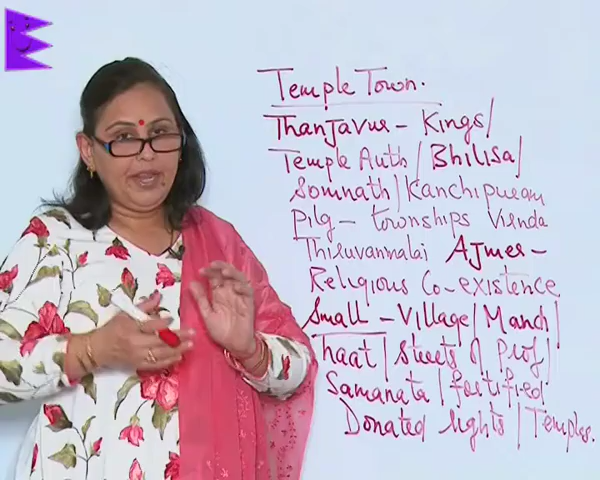 Temple Town.
Thanjavur - Kings/
Temple Auth/Bhilisa/
Somnath/Kanchipuram
Pilg - townships Vrinda
Thiruvannalai Ajmer -
Religious Co-existence
Small - Village/Manch/
haat/streets of Prof/
Samanata/fortified
Donated rights/Temples.